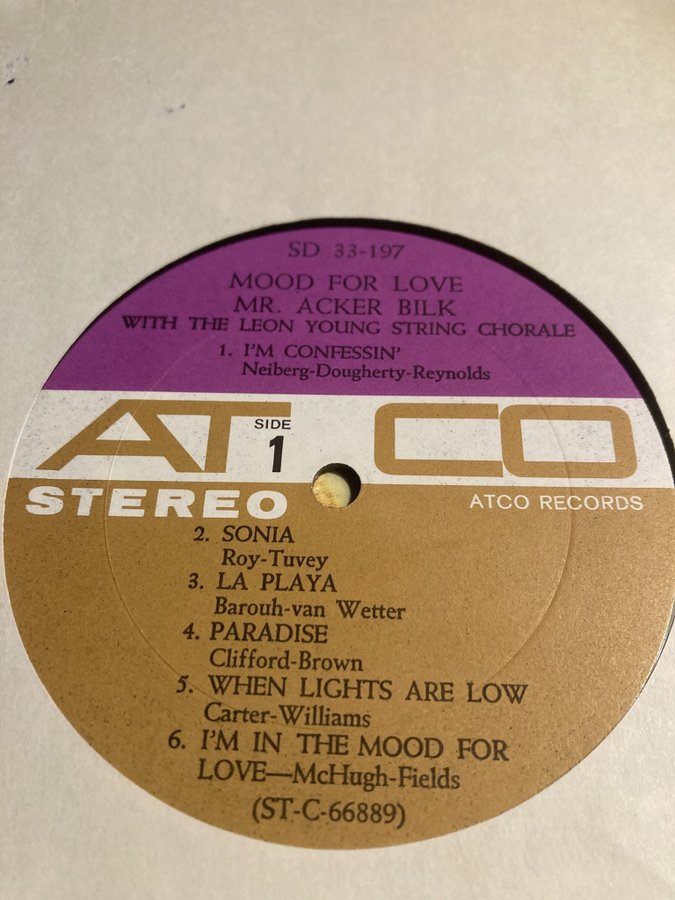 SD 33-197
MOOD FOR LOVE
MR. ACKER BILK
WITH THE LEON YOUNG STRING CHORALE
1. I'M CONFESSIN'
Neiberg-Dougherty-Reynolds
ATCO
SIDE
1
STEREO
ATCO RECORDS
2. SONIA
Roy-Tuvey
3. LA PLAYA
Barouh-van Wetter
4. PARADISE
Clifford-Brown
5. WHEN LIGHTS ARE LOW
Carter-Williams
6. I'M IN THE MOOD FOR
LOVE—McHugh-Fields
(ST-C-66889)